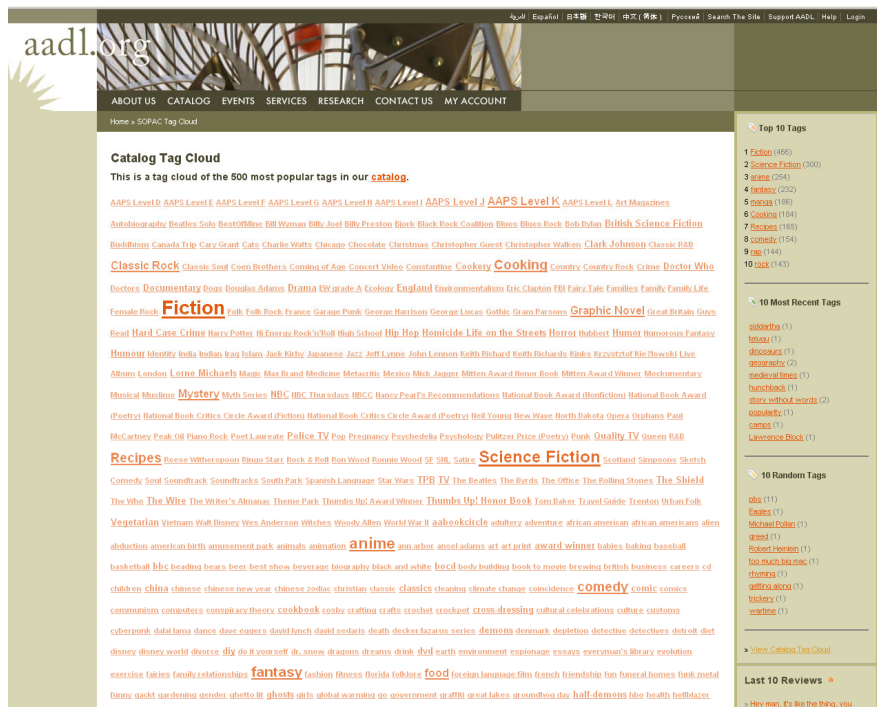 العربية | Español | 日本語 | 한국어 | 中文 ( 简体 ) | Русский | Search The Site | Support AADL | Help | Login
aadl.org
ABOUT US CATALOG EVENTS SERVICES RESEARCH CONTACT US MY ACCOUNT
Home » SOPAC Tag Cloud
Catalog Tag Cloud
This is a tag cloud of the 500 most popular tags in our catalog.
AAPS Level D AAPS Level E AAPS Level F AAPS Level G AAPS Level H AAPS Level I AAPS Level J AAPS Level K AAPS Level L Art Magazines
Autobiography Beatles Solo BestOfMine Bill Wyman Billy Joel Billy Preston Bjork Black Rock Coalition Blues Blues Rock Bob Dylan British Science Fiction
Buddhism Canada Trip Cary Grant Cats Charlie Watts Chicago Chocolate Christmas Christopher Guest Christopher Walken Clark Johnson Classic R&B
Classic Rock Classic Soul Coen Brothers Coming of Age Concert Video Constantine Cookery Cooking Country Country Rock Crime Doctor Who
Doctors Documentary Dogs Douglas Adams Drama EW grade A Ecology England Environmentalism Eric Clapton FBI Fairy Tale Families Family Family Life
Female Rock Fiction Folk Folk Rock France Garage Punk George Harrison George Lucas Gothic Gram Parsons Graphic Novel Great Britain Guys
Read Hard Case Crime Harry Potter Hi Energy Rock'n'Roll High School Hip Hop Homicide Life on the Streets Horror Hubbert Humor Humorous Fantasy
Humour Identity India Indian Iraq Islam Jack Kirby Japanese Jazz Jeff Lynne John Lennon Keith Richard Keith Richards Kinks Krzysztof Kieslowski Live
Album London Lorne Michaels Magic Max Brand Medicine Metacritic Mexico Mick Jagger Mitten Award Honor Book Mitten Award Winner Mockumentary
Musical Muslims Mystery Myth Series NBC NBC Thursdays NBCC Nancy Pearl's Recommendations National Book Award (Nonfiction) National Book Award
(Poetry) National Book Critics Circle Award (Fiction) National Book Critics Circle Award (Poetry) Neil Young New Wave North Dakota Opera Orphans Paul
McCartney Peak Oil Piano Rock Poet Laureate Police TV Pop Pregnancy Psychedelia Psychology Pulitzer Prize (Poetry) Punk Quality TV Queen R&B
Recipes Reese Witherspoon Ringo Starr Rock & Roll Ron Wood Ronnie Wood SF SNL Satire Science Fiction Scotland Simpsons Sketch
Comedy Soul Soundtrack Soundtracks South Park Spanish Language Star Wars TPB TV The Beatles The Byrds The Office The Rolling Stones The Shield
The Who The Wire The Writer's Almanac Theme Park Thumbs Up! Award Winner Thumbs Up! Honor Book Tom Baker Travel Guide Trenton Urban Folk
Vegetarian Vietnam Walt Disney Wes Anderson Witches Woody Allen World War II aabookcircle adultery adventure african american african americans alien
abduction american birth amusement park animals animation anime ann arbor ansel adams art art print award winner babies baking baseball
basketball bbc beading bears beer best show beverage biography black and white bocd body building book to movie brewing british business careers cd
children china chinese chinese new year chinese zodiac christian classic classics cleaning climate change coincidence comedy comic comics
communism computers conspiracy theory cookbook cosby crafting crafts crochet crockpot cross-dressing cultural celebrations culture customs
cyberpunk dalai lama dance dave eggers david lynch david sedaris death decker.lazarus series demons denmark depletion detective detectives detroit diet
disney disney world divorce diy do it yourself dr. snow dragons dreams drink dvd earth environment espionage essays everyman's library evolution
exercise fairies family relationships fantasy fashion fitness florida folklore food foreign language film french friendship fun funeral homes funk metal
funny gackt gardening gender ghetto lit ghosts girls global warming go government graffiti great lakes groundhog day half-demons hbo health hellblazer
Top 10 Tags
1 Fiction (466)
2 Science Fiction (300)
3 anime (254)
4 fantasy (232)
5 manga (186)
6 Cooking (184)
7 Recipes (165)
8 comedy (154)
9 rap (144)
10 rock (143)
10 Most Recent Tags
siddartha (1)
telugu (1)
dinosaurs (1)
geography (2)
medieval times (1)
hunchback (1)
story without words (2)
popularity (1)
camps (1)
Lawrence Block (1)
10 Random Tags
pbs (11)
Eagles (1)
Michael Pollan (1)
greed (1)
Robert Heinlein (1)
too much big mac (1)
rhyming (1)
getting along (1)
trickery (1)
wartime (1)
» View Catalog Tag Cloud
Last 10 Reviews
» Hey man, it's like the thing, you